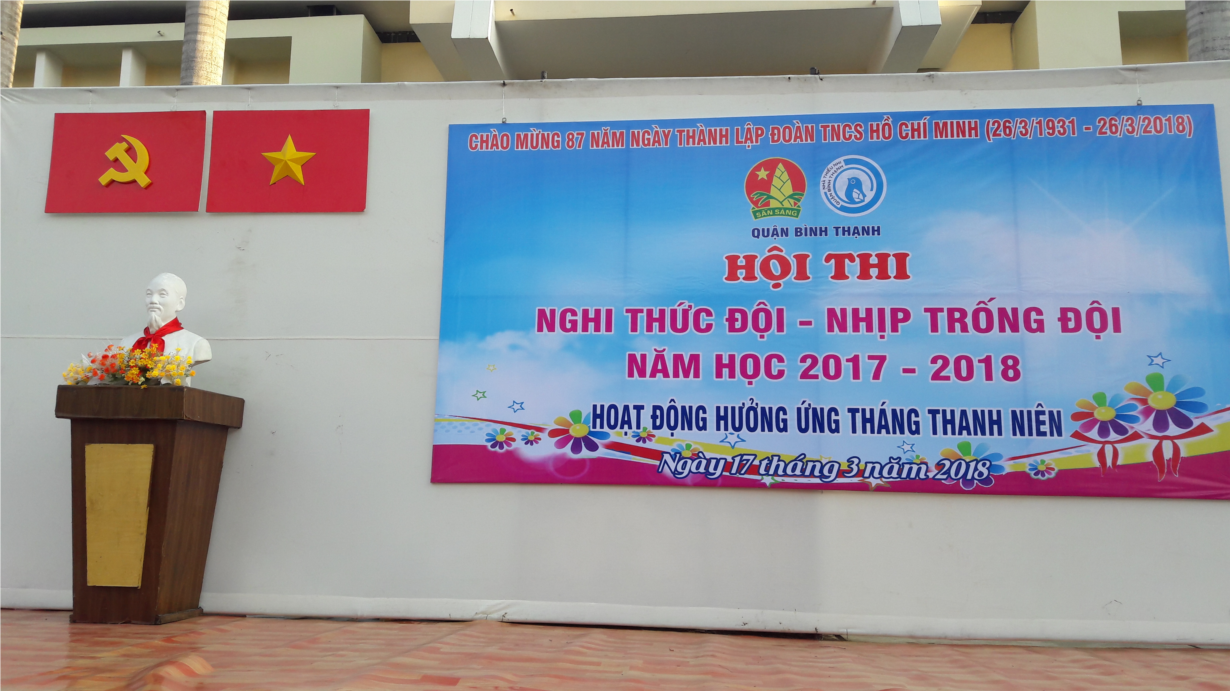 CHÀO MỪNG 87 NĂM NGÀY THÀNH LẬP ĐOÀN TNCS HỒ CHÍ MINH (26/3/1931 - 26/3/2018)
SẴN SÀNG
QUẬN BÌNH THẠNH
HỘI THI
NGHI THỨC ĐỘI - NHỊP TRỐNG ĐỘI
NĂM HỌC 2017 - 2018
HOẠT ĐỘNG HƯỞNG ỨNG THÁNG THANH NIÊN
Ngày 17 tháng 3 năm 2018